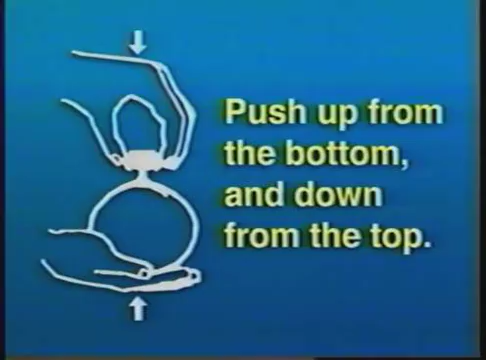 Push up from
the bottom,
and down
from the top.